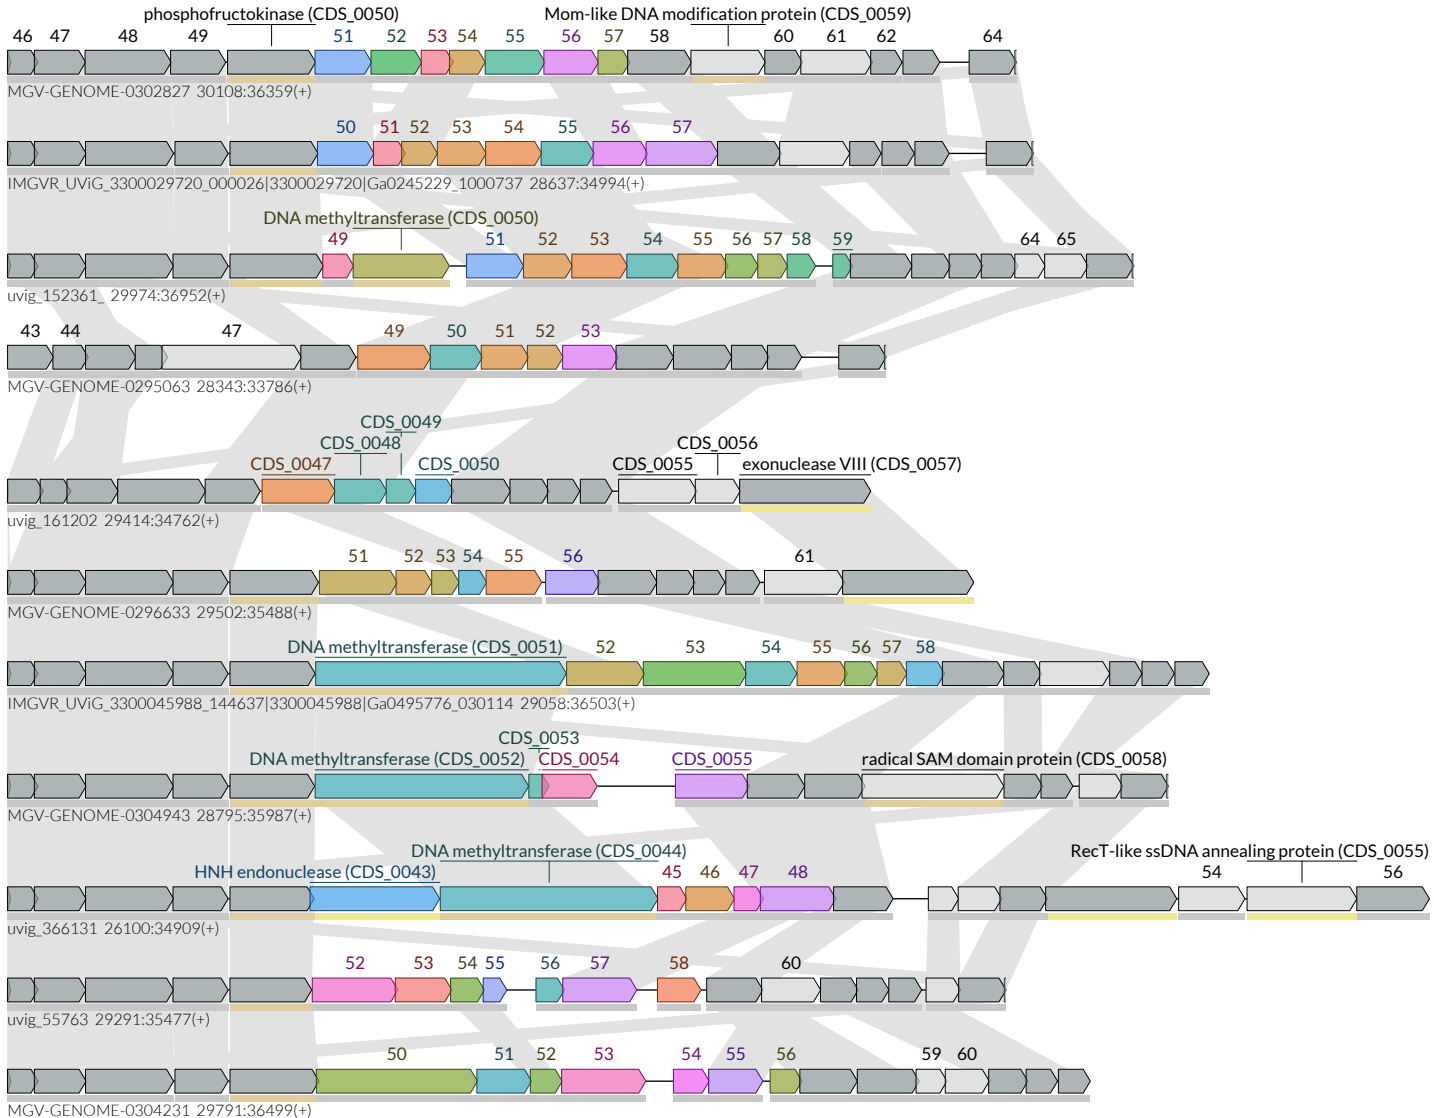 phosphofructokinase (CDS_0050) Mom-like DNA modification protein (CDS_0059)
46 47 48 49 51 52 53 54 55 56 57 58 60 61 62 64
MGV-GENOME-0302827 30108:36359(+)
50 51 52 53 54 55 56 57
IMGVR_UViG_3300029720_000026|3300029720|Ga0245229_1000737 28637:34994(+)
DNA methyltransferase (CDS_0050)
49 51 52 53 54 55 56 57 58 59 64 65
uvig_152361_ 29974:36952(+)
43 44 47 49 50 51 52 53
MGV-GENOME-0295063 28343:33786(+)
CDS_0049
CDS_0048 CDS_0056
CDS_0047 CDS_0050 CDS_0055 exonuclease VIII (CDS_0057)
uvig_161202 29414:34762(+)
51 52 53 54 55 56 61
MGV-GENOME-0296633 29502:35488(+)
DNA methyltransferase (CDS_0051) 52 53 54 55 56 57 58
IMGVR_UViG_3300045988_144637|3300045988|Ga0495776_030114 29058:36503(+)
CDS_0053
DNA methyltransferase (CDS_0052) CDS_0054 CDS_0055 radical SAM domain protein (CDS_0058)
MGV-GENOME-0304943 28795:35987(+)
DNA methyltransferase (CDS_0044) RecT-like ssDNA annealing protein (CDS_0055)
HNH endonuclease (CDS_0043) 45 46 47 48 54 56
uvig_366131 26100:34909(+)
52 53 54 55 56 57 58 60
uvig_55763 29291:35477(+)
50 51 52 53 54 55 56 59 60
MGV-GENOME-0304231 29791:36499(+)